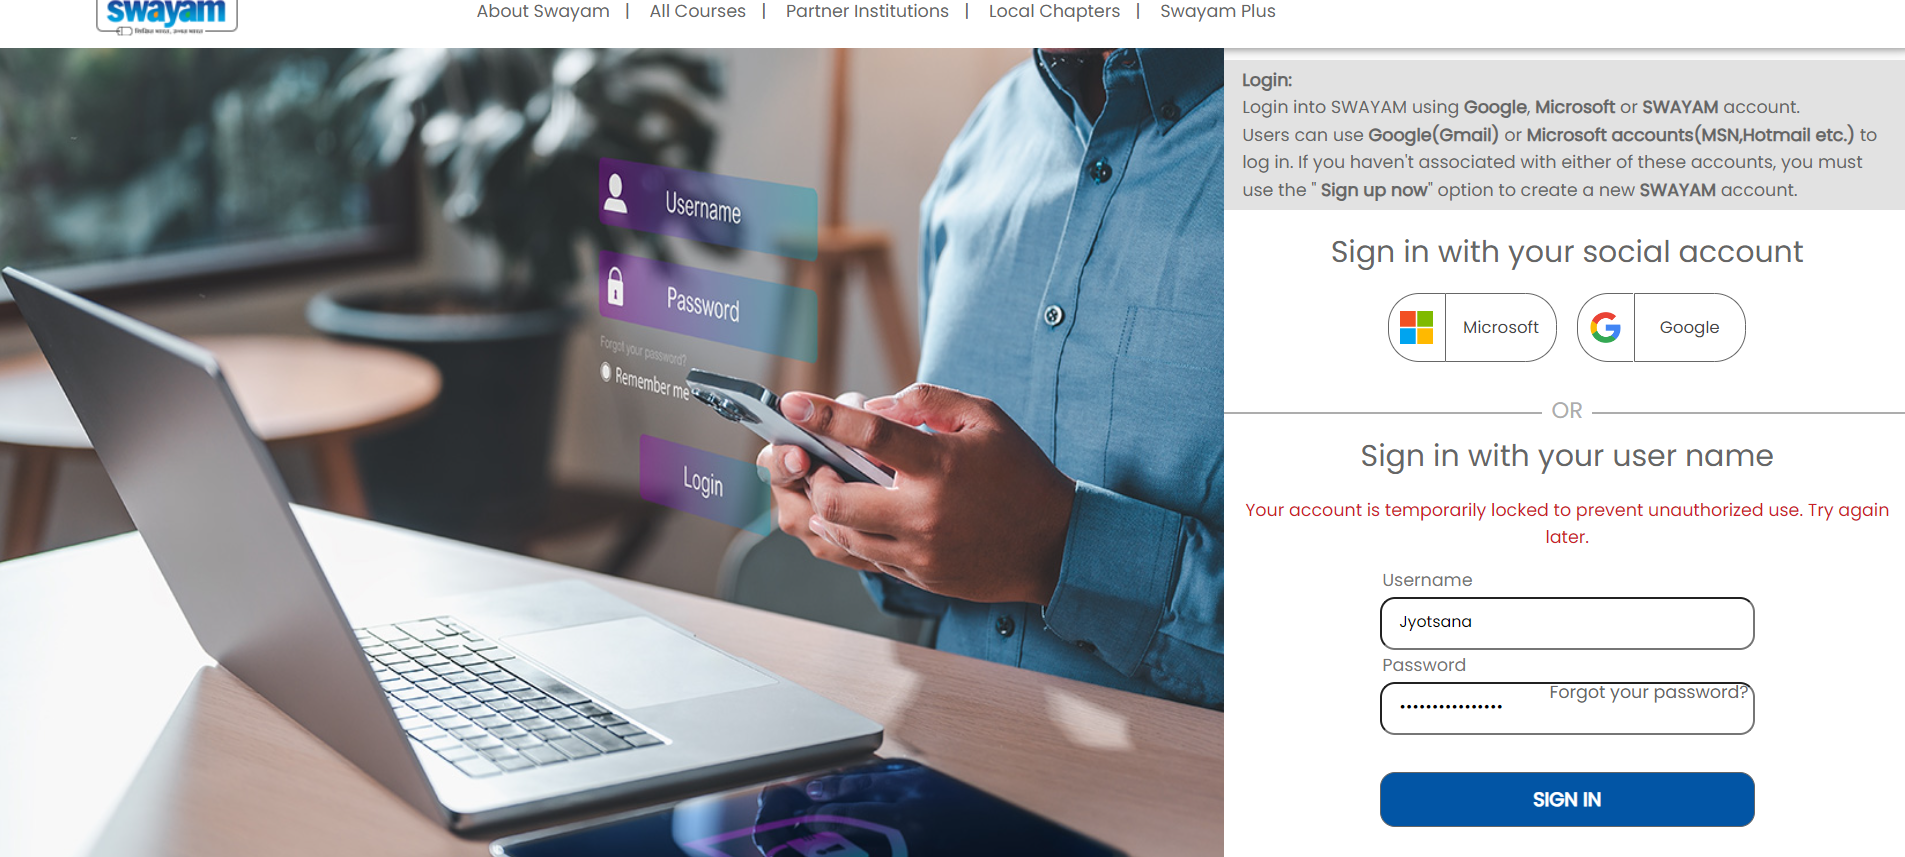 swayam
About Swayam | All Courses | Partner Institutions | Local Chapters | Swayam Plus
Login:
Login into SWAYAM using Google, Microsoft or SWAYAM account.
Users can use Google(Gmail) or Microsoft accounts(MSN,Hotmail etc.) to
log in. If you haven't associated with either of these accounts, you must
use the " Sign up now" option to create a new SWAYAM account.
Username
Password
Forgot your password?
Remember me
Login
Sign in with your social account
Microsoft
Google
OR
Sign in with your user name
Your account is temporarily locked to prevent unauthorized use. Try again
later.
Username
Jyotsana
Password
Forgot your password?
SIGN IN